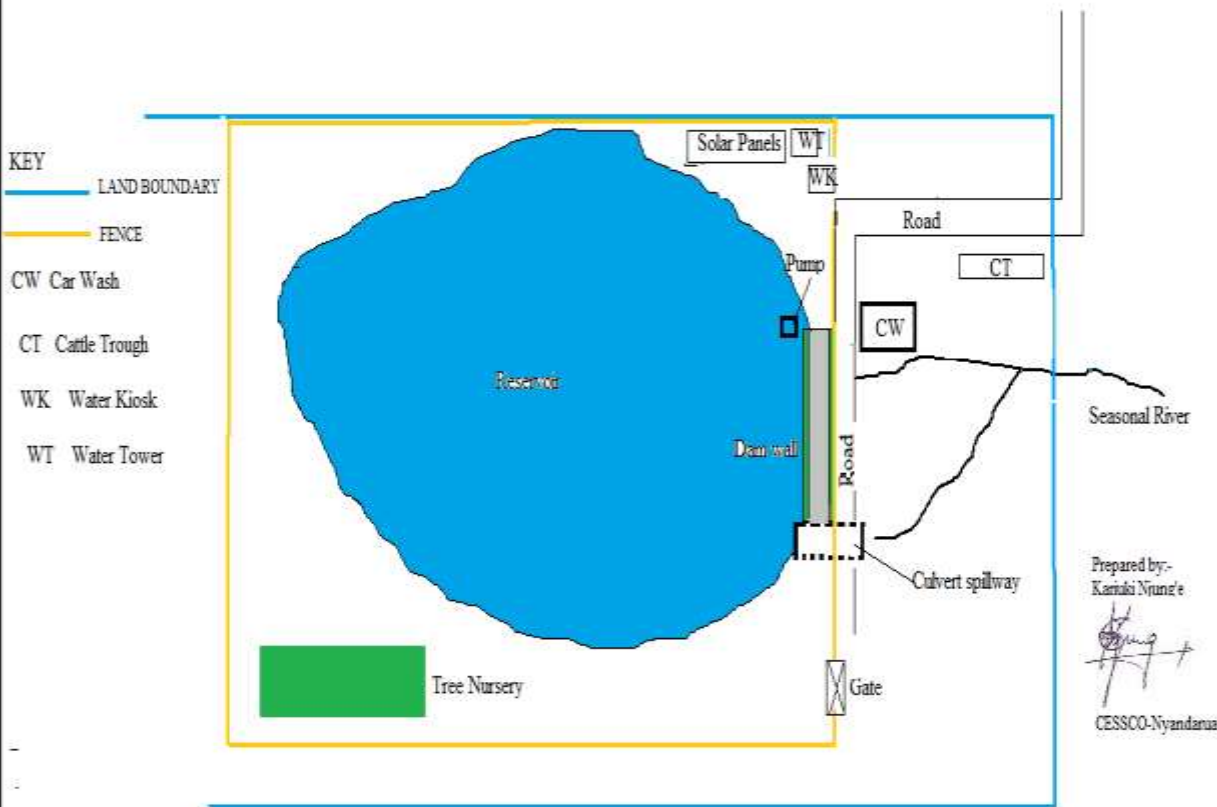 KEY
LAND BOUNDARY
FENCE
CW Car Wash
CT Cattle Trough
WK Water Kiosk
WT Water Tower
Solar Panels
WT
WK
Road
Pump
CT
CW
Reservoir
Dam wall
Road
Seasonal River
Culvert spillway
Tree Nursery
Gate
Prepared by:-
Kariuki Njung'e
CESSCO-Nyandarua